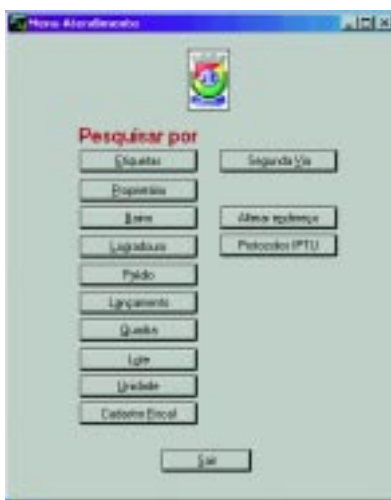 Menu Atendimento
Pesquisar por
Etiquetas
Segunda Via
Proprietário
Bairro
Alterar endereço
Logradouro
Protocolos IPTU
Prédio
Lançamento
Quadra
Lote
Unidade
Cadastro Fiscal
Sair